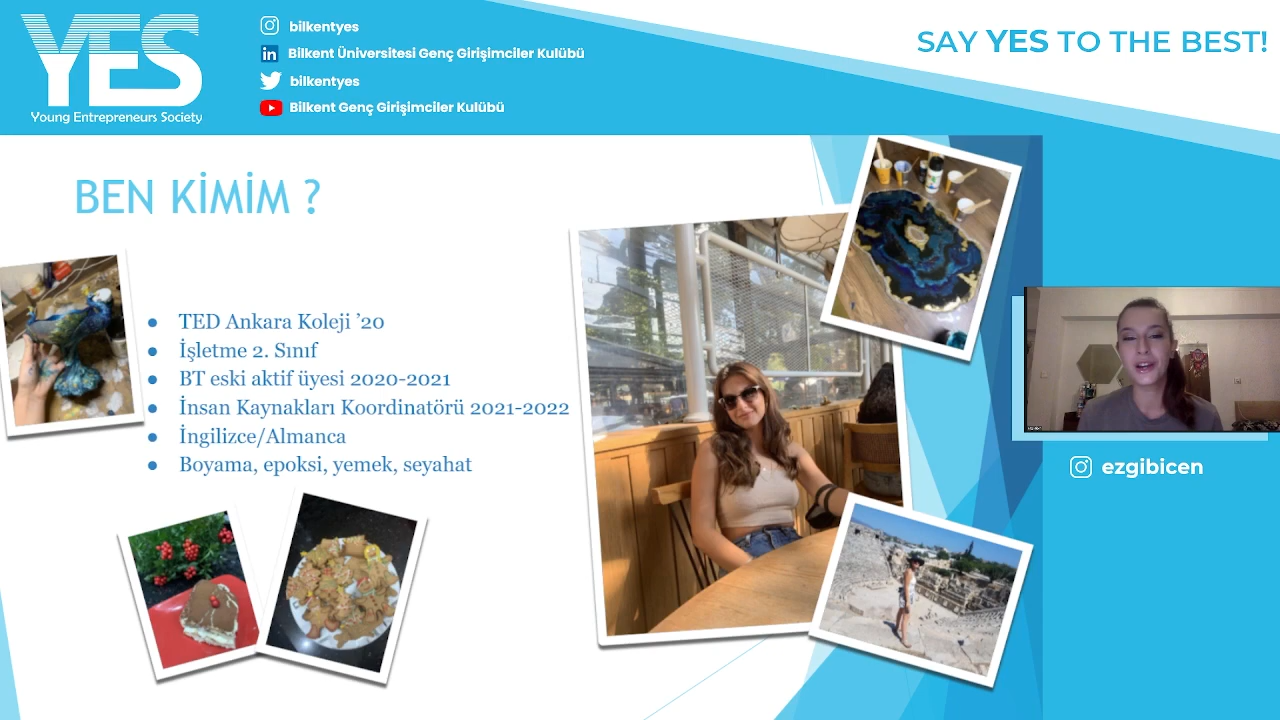 YES
Young Entrepreneurs Society
bilkentyes
Bilkent Üniversitesi Genç Girişimciler Kulübü
bilkentyes
Bilkent Genç Girişimciler Kulübü
SAY YES TO THE BEST!
BEN KİMİM ?
• TED Ankara Koleji ’20
• İşletme 2. Sınıf
• BT eski aktif üyesi 2020-2021
• İnsan Kaynakları Koordinatörü 2021-2022
• İngilizce/Almanca
• Boyama, epoksi, yemek, seyahat
ezgibicen